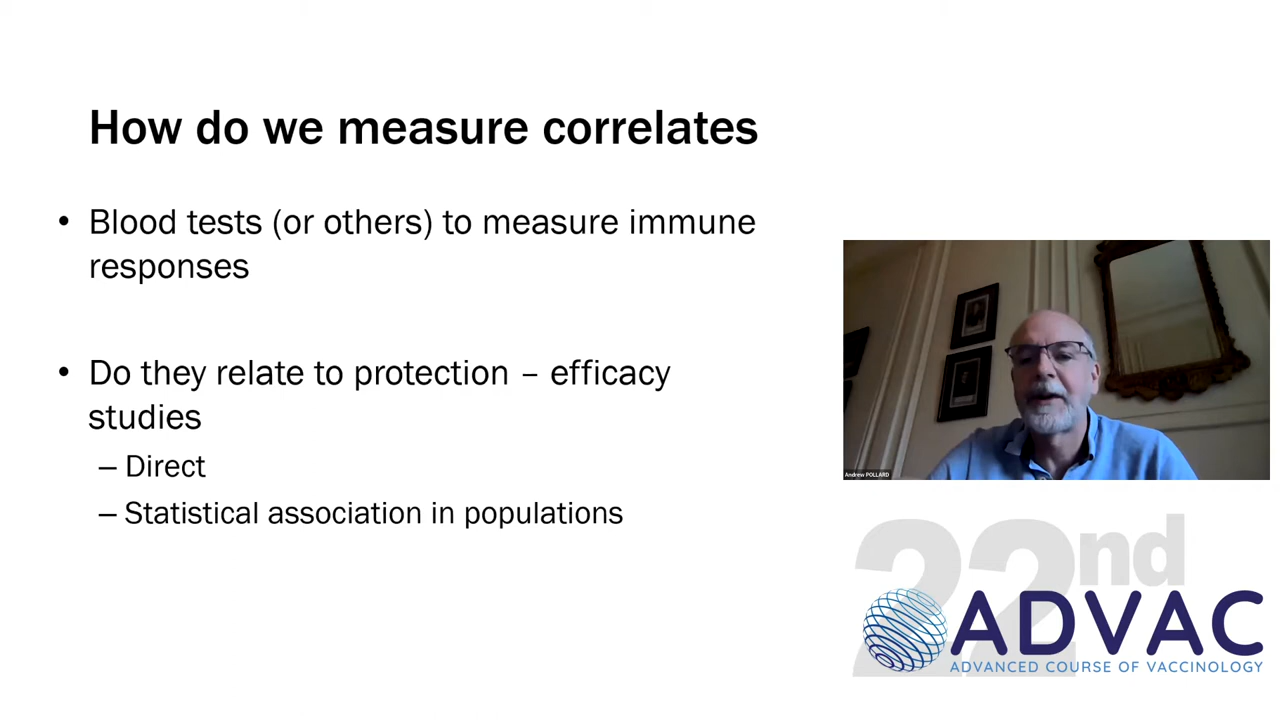 How do we measure correlates
• Blood tests (or others) to measure immune
responses
• Do they relate to protection – efficacy
studies
– Direct
– Statistical association in populations
Andrew POLLARD
22nd
ADVAC
ADVANCED COURSE OF VACCINOLOGY